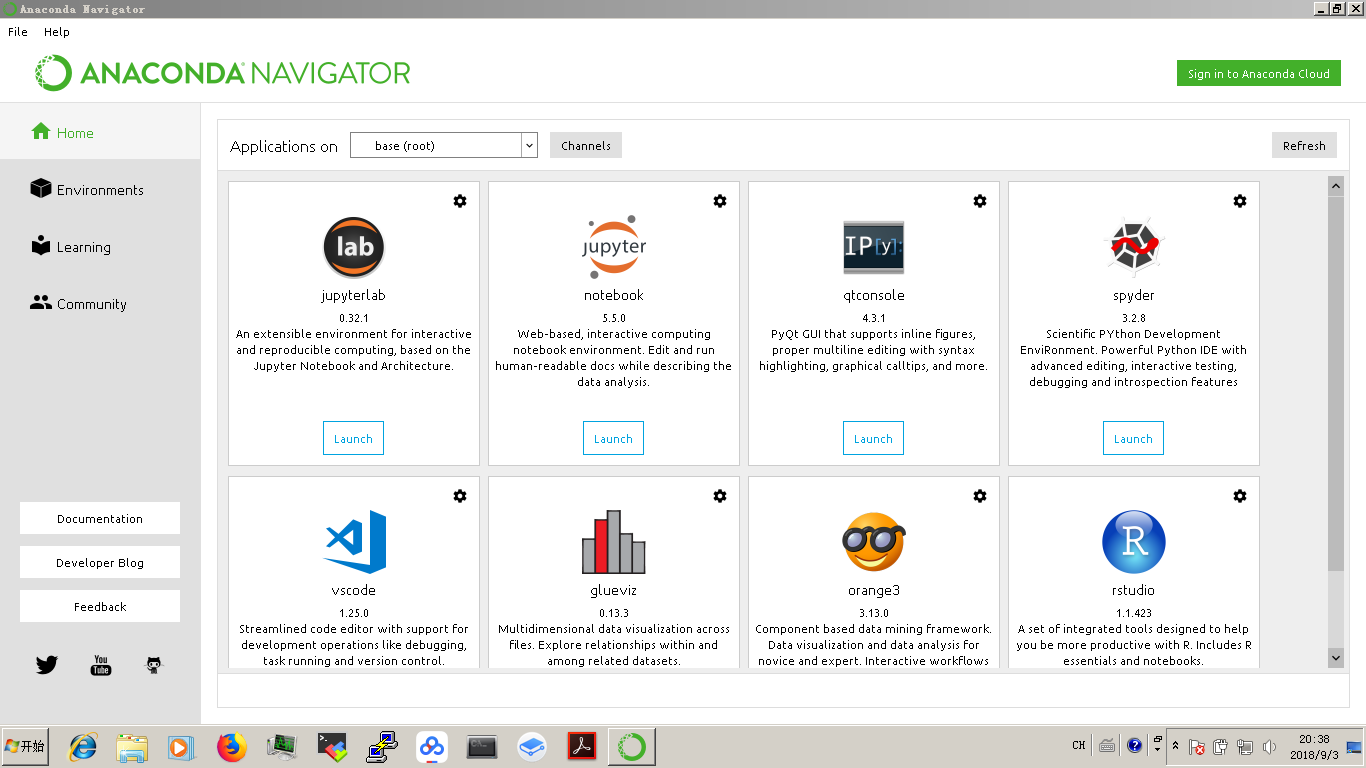 Anaconda Navigator
File Help
ANACONDA NAVIGATOR
Sign in to Anaconda Cloud
Home
Environments
Learning
Community
Documentation
Developer Blog
Feedback
You
Tube
Applications on
base (root)
Channels
Refresh
lab
jupyterlab
0.32.1
An extensible environment for interactive
and reproducible computing, based on the
Jupyter Notebook and Architecture.
Launch
jupyter
notebook
5.5.0
Web-based, interactive computing
notebook environment. Edit and run
human-readable docs while describing the
data analysis.
Launch
IP[y]:
qtconsole
4.3.1
PyQt GUI that supports inline figures,
proper multiline editing with syntax
highlighting, graphical calltips, and more.
Launch
spyder
3.2.8
Scientific PYthon Development
EnviRonment. Powerful Python IDE with
advanced editing, interactive testing,
debugging and introspection features
Launch
vscode
1.25.0
Streamlined code editor with support for
development operations like debugging,
task running and version control.
glueviz
0.13.3
Multidimensional data visualization across
files. Explore relationships within and
among related datasets.
orange3
3.13.0
Component based data mining framework.
Data visualization and data analysis for
novice and expert. Interactive workflows
R
rstudio
1.1.423
A set of integrated tools designed to help
you be more productive with R. Includes R
essentials and notebooks.
开始
CH
20:38
2018/9/3